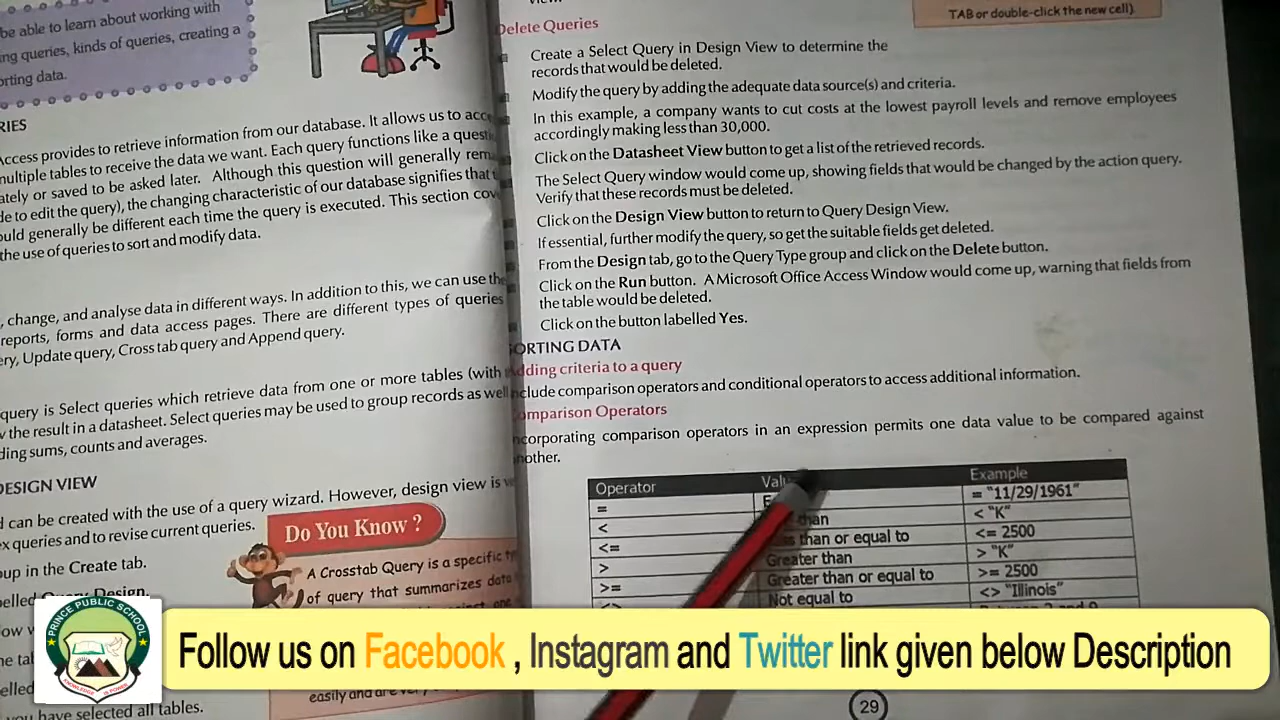 be able to learn about working with
ing queries, kinds of queries, creating a
orting data.
RIES
Access provides to retrieve information from our database. It allows us to acce
multiple tables to receive the data we want. Each query functions like a quest
ately or saved to be asked later. Although this question will generally rem
de to edit the query), the changing characteristic of our database signifies that
ould generally be different each time the query is executed. This section cov
the use of queries to sort and modify data.
, change, and analyse data in different ways. In addition to this, we can use the
reports, forms and data access pages. There are different types of queries
ery, Update query, Cross tab query and Append query.
query is Select queries which retrieve data from one or more tables (with
the result in a datasheet. Select queries may be used to group records as well
ding sums, counts and averages.
DESIGN VIEW
can be created with the use of a query wizard. However, design view is
ex queries and to revise current queries.
oup in the Create tab.
elled Query Design.
Do You Know ?
A Crosstab Query is a specific
of query that summarizes data
easily and are
you have selected all tables.
view.
TAB or double-click the new cell).
Delete Queries
Create a Select Query in Design View to determine the
records that would be deleted.
Modify the query by adding the adequate data source(s) and criteria.
In this example, a company wants to cut costs at the lowest payroll levels and remove employees
accordingly making less than 30,000.
Click on the Datasheet View button to get a list of the retrieved records.
The Select Query window would come up, showing fields that would be changed by the action query.
Verify that these records must be deleted.
Click on the Design View button to return to Query Design View.
If essential, further modify the query, so get the suitable fields get deleted.
From the Design tab, go to the Query Type group and click on the Delete button.
Click on the Run button. A Microsoft Office Access Window would come up, warning that fields from
the table would be deleted.
Click on the button labelled Yes.
ORTING DATA
Adding criteria to a query
nclude comparison operators and conditional operators to access additional information.
omparison Operators
ncorporating comparison operators in an expression permits one data value to be compared against
nother.
Operator Valu Example
= = "11/29/1961"
< than < "K"
<= than or equal to <= 2500
> Greater than > "K"
>= Greater than or equal to >= 2500
<> Not equal to <> "Illinois"
PRINCE PUBLIC SCHOOL
KNOWLEDGE IS POWER
Follow us on Facebook , Instagram and Twitter link given below Description
29